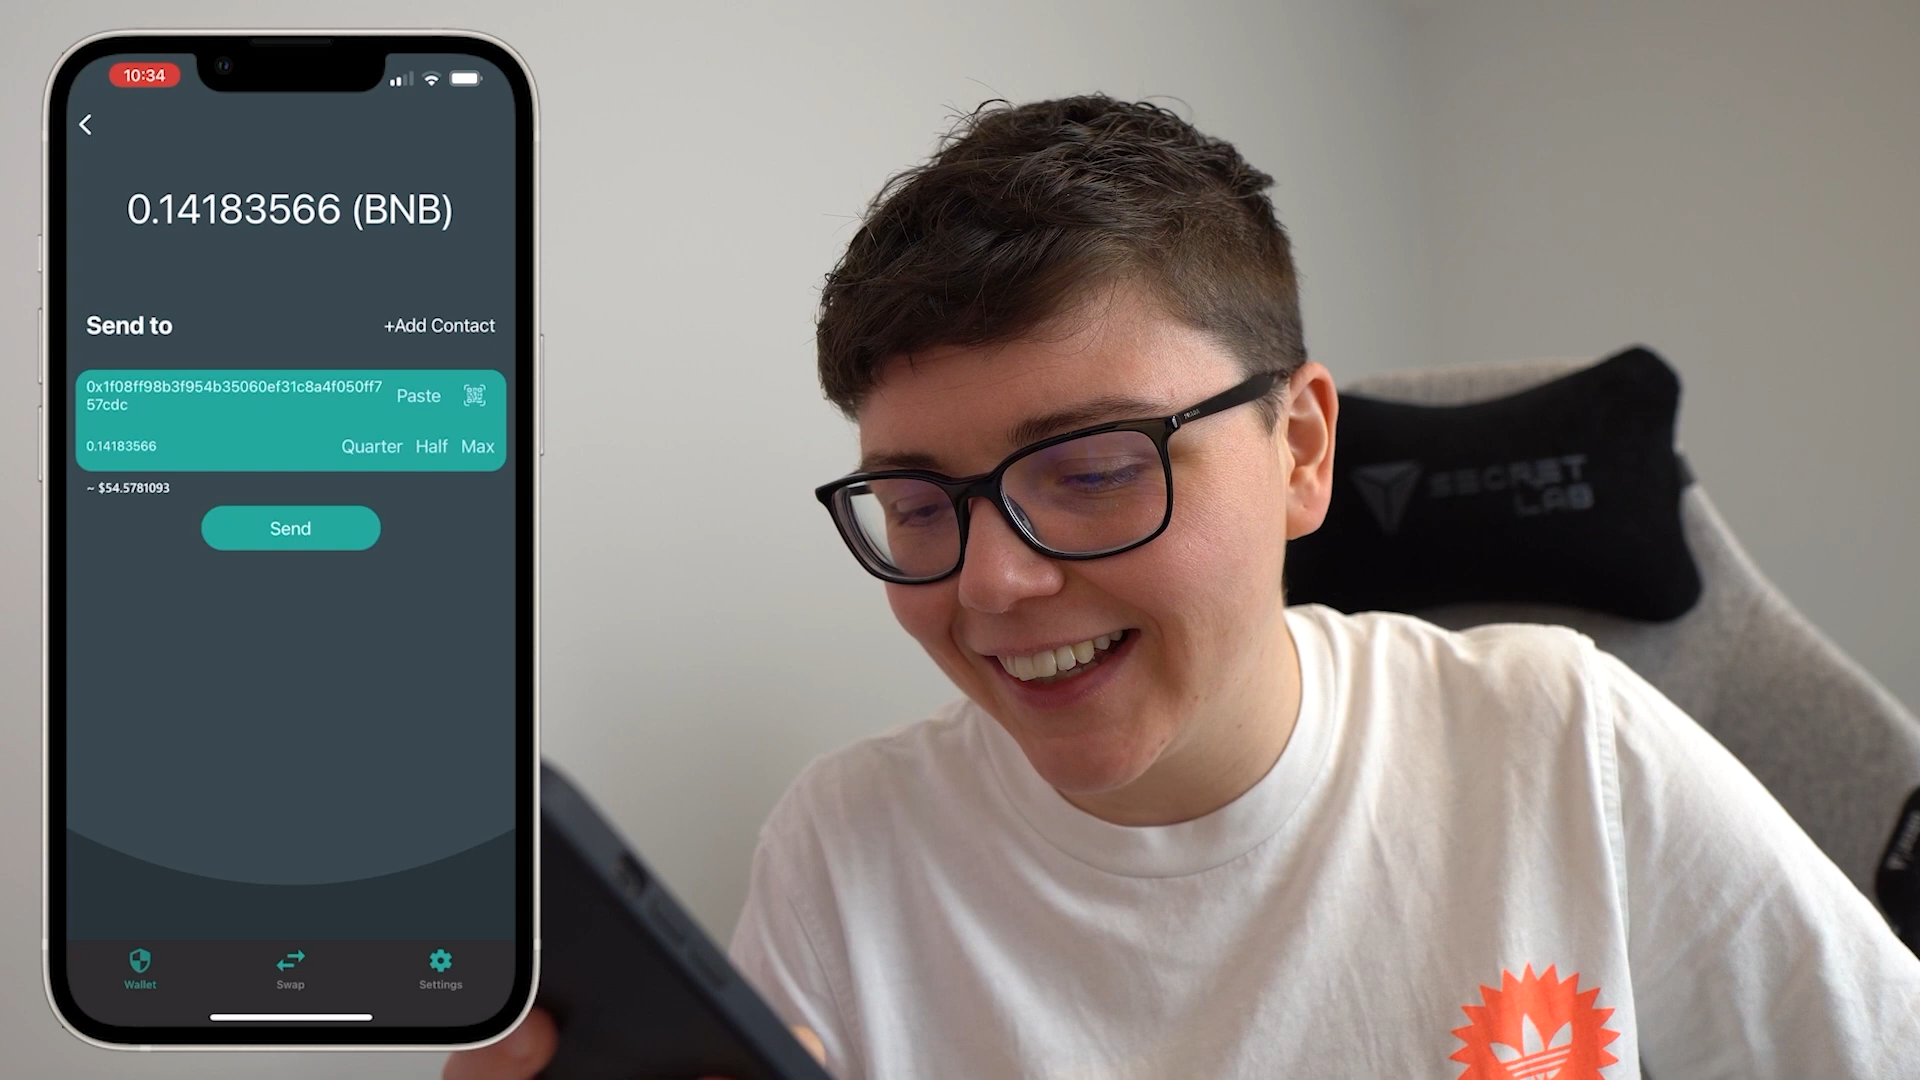 10:34
0.14183566 (BNB)
Send to
+Add Contact
0x1f08ff98b3f954b35060ef31c8a4f050ff7
57cdc
Paste
0.14183566
Quarter Half Max
~ $54.5781093
Send
Wallet
Swap
Settings
SECRET
LAB